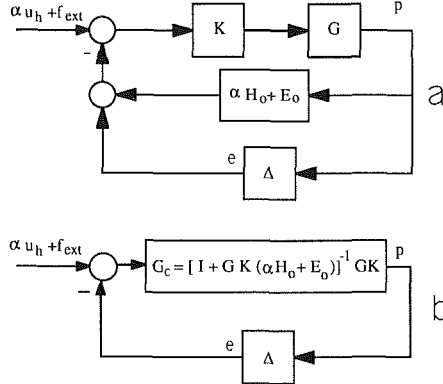 α u_h + f_ext
K
G
p
−
α H_o + E_o
a
e
Δ
α u_h + f_ext
G_C = [ I + G K (αH_o + E_o)]^-1 GK
p
−
b
e
Δ